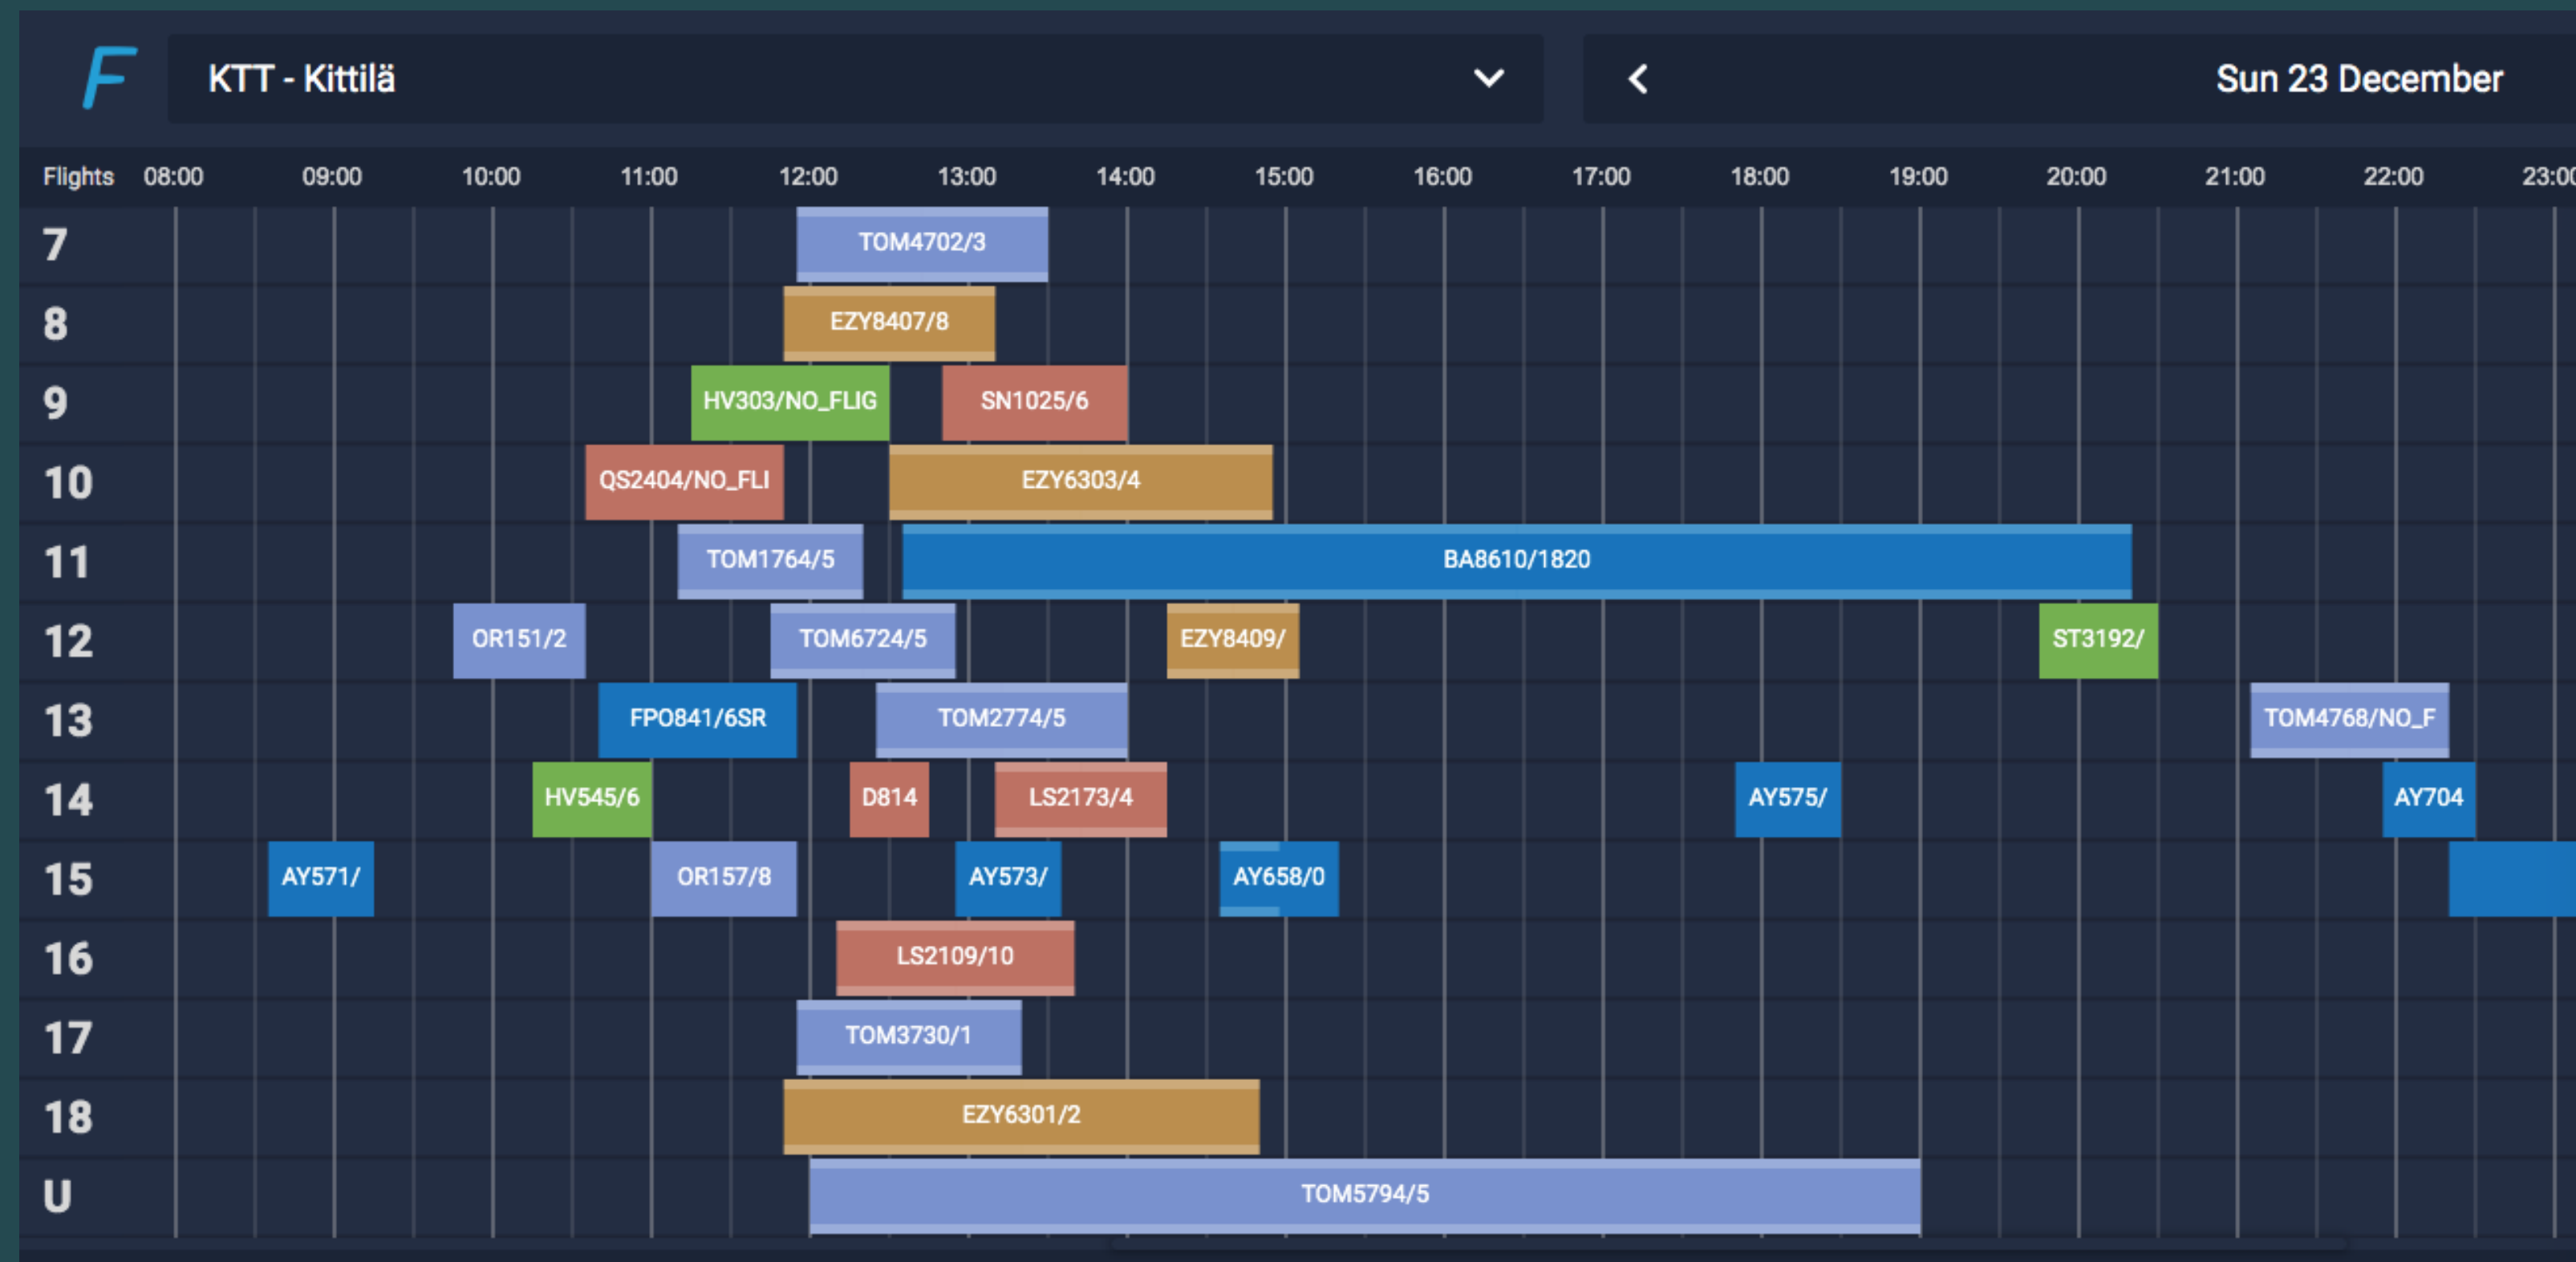 F KTT - Kittilä Sun 23 December
Flights 08:00 09:00 10:00 11:00 12:00 13:00 14:00 15:00 16:00 17:00 18:00 19:00 20:00 21:00 22:00 23:00
7 TOM4702/3
8 EZY8407/8
9 HV303/NO_FLIG SN1025/6
10 QS2404/NO_FLI EZY6303/4
11 TOM1764/5 BA8610/1820
12 OR151/2 TOM6724/5 EZY8409/ ST3192/
13 FPO841/6SR TOM2774/5 TOM4768/NO_F
14 HV545/6 D814 LS2173/4 AY575/ AY704
15 AY571/ OR157/8 AY573/ AY658/0
16 LS2109/10
17 TOM3730/1
18 EZY6301/2
U TOM5794/5